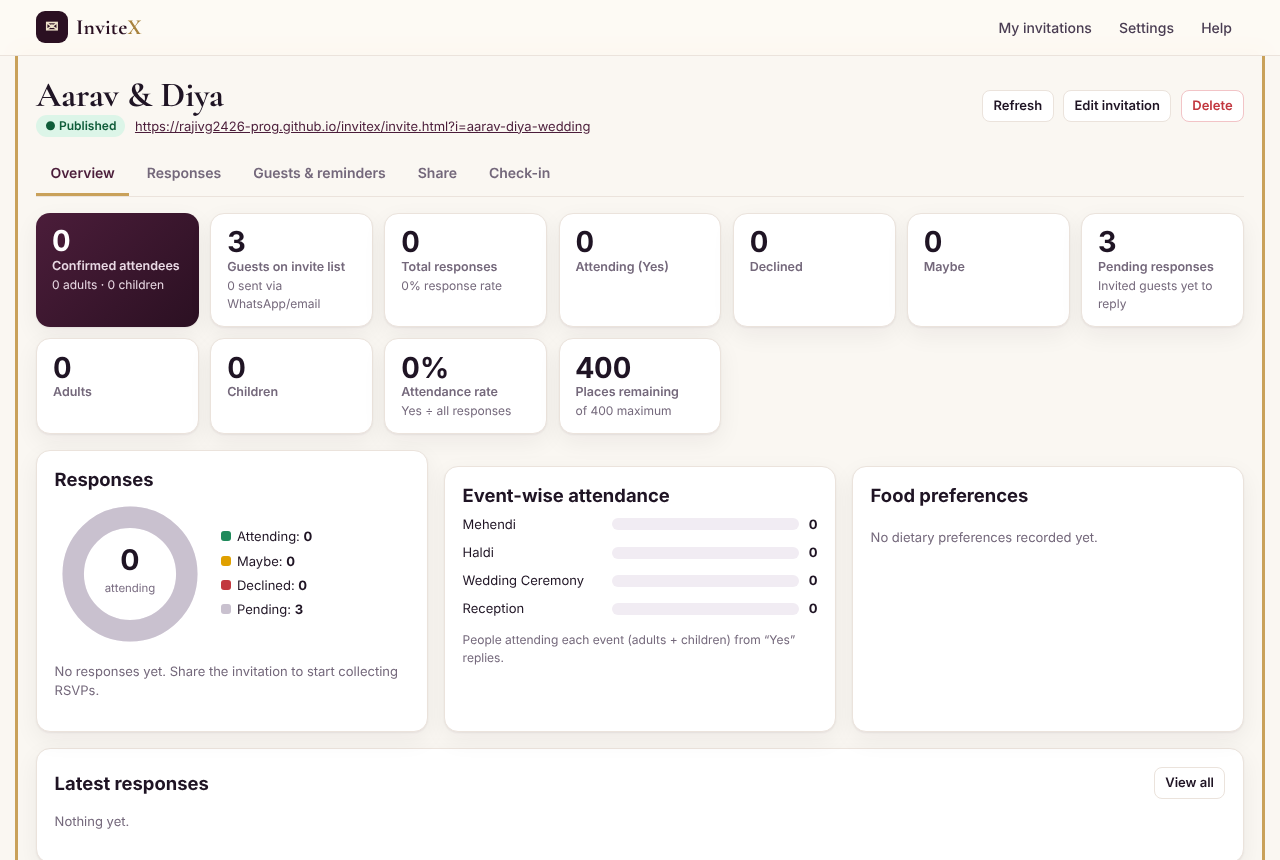 InviteX
My invitations
Settings
Help
Aarav & Diya
Published
https://rajivg2426-prog.github.io/invitex/invite.html?i=aarav-diya-wedding
Refresh
Edit invitation
Delete
Overview
Responses
Guests & reminders
Share
Check-in
0
Confirmed attendees
0 adults · 0 children
3
Guests on invite list
0 sent via
WhatsApp/email
0
Total responses
0% response rate
0
Attending (Yes)
0
Declined
0
Maybe
3
Pending responses
Invited guests yet to
reply
0
Adults
0
Children
0%
Attendance rate
Yes ÷ all responses
400
Places remaining
of 400 maximum
Responses
0
attending
Attending: 0
Maybe: 0
Declined: 0
Pending: 3
No responses yet. Share the invitation to start collecting
RSVPs.
Event-wise attendance
Mehendi 0
Haldi 0
Wedding Ceremony 0
Reception 0
People attending each event (adults + children) from “Yes”
replies.
Food preferences
No dietary preferences recorded yet.
Latest responses
View all
Nothing yet.